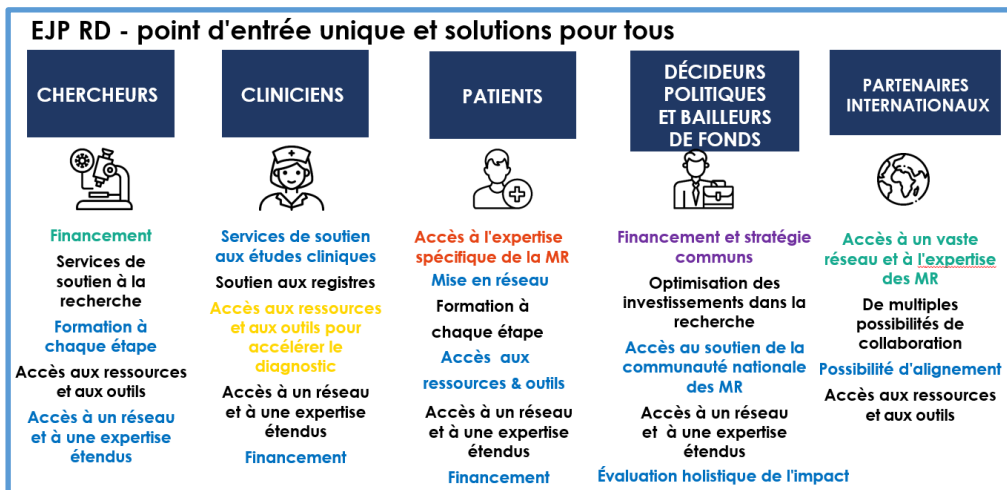 EJP RD - point d'entrée unique et solutions pour tous
CHERCHEURS
Financement
Services de
soutien à la
recherche
Formation à
chaque étape
Accès aux ressources
et aux outils
Accès à un réseau
et à une expertise
étendus
CLINICIENS
Services de soutien
aux études cliniques
Soutien aux registres
Accès aux ressources
et aux outils pour
accélérer le
diagnostic
Accès à un réseau
et à une expertise
étendus
Financement
PATIENTS
Accès à l'expertise
spécifique de la MR
Mise en réseau
Formation à
chaque étape
Accès aux
ressources & outils
Accès à un réseau
et à une expertise
étendus
Financement
DÉCIDEURS
POLITIQUES
ET BAILLEURS
DE FONDS
Financement et stratégie
communs
Optimisation des
investissements dans la
recherche
Accès au soutien de la
communauté nationale
des MR
Accès à un réseau
et à une expertise
étendus
Évaluation holistique de l'impact
PARTENAIRES
INTERNATIONAUX
Accès à un vaste
réseau et à l'expertise
des MR
De multiples
possibilités de
collaboration
Possibilité d'alignement
Accès aux ressources
et aux outils